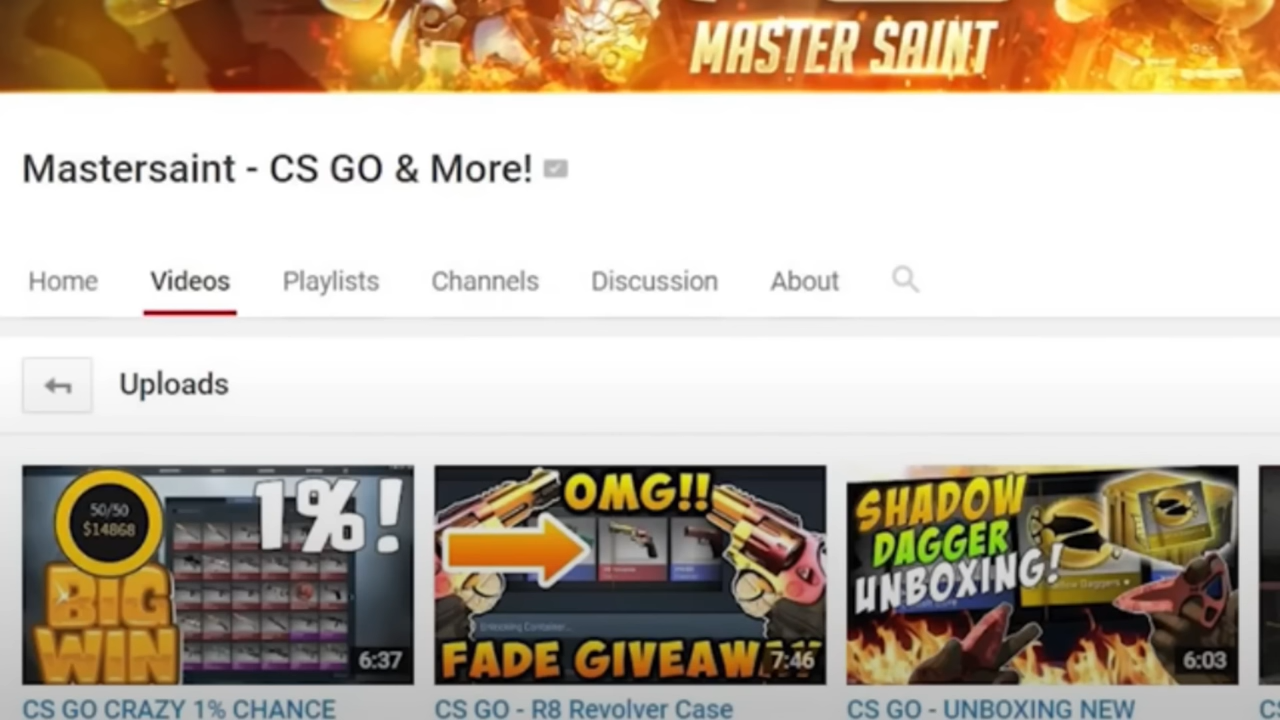 MASTER SAINT
Mastersaint - CS GO & More!
Home Videos Playlists Channels Discussion About
Uploads
50/50
$14868
1%!
BIG
WIN
6:37
OMG!!
Unlocking Container...
FADE GIVEAW
7:46
SHADOW
DAGGER
UNBOXING!
6:03
CS GO CRAZY 1% CHANCE
CS GO - R8 Revolver Case
CS GO - UNBOXING NEW